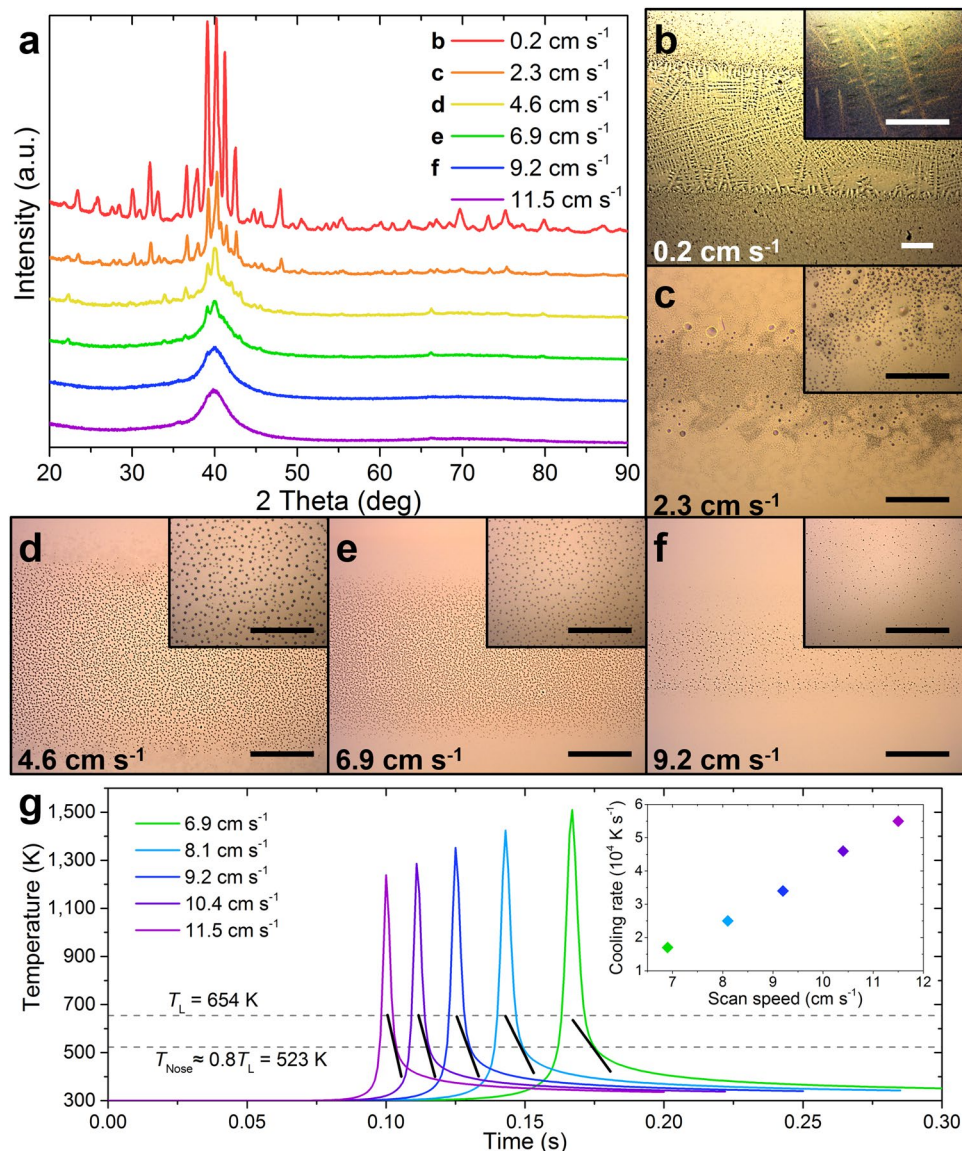 a
b 0.2 cm s⁻¹
c 2.3 cm s⁻¹
d 4.6 cm s⁻¹
e 6.9 cm s⁻¹
f 9.2 cm s⁻¹
11.5 cm s⁻¹
Intensity (a.u.)
20 30 40 50 60 70 80 90
2 Theta (deg)
b
0.2 cm s⁻¹
c
2.3 cm s⁻¹
d
4.6 cm s⁻¹
e
6.9 cm s⁻¹
f
9.2 cm s⁻¹
g
6.9 cm s⁻¹
8.1 cm s⁻¹
9.2 cm s⁻¹
10.4 cm s⁻¹
11.5 cm s⁻¹
Temperature (K)
1,500
1,300
1,100
900
700
500
300
T_L = 654 K
T_Nose ≈ 0.8T_L = 523 K
0.00 0.05 0.10 0.15 0.20 0.25 0.30
Time (s)
Cooling rate (10⁴ K s⁻¹)
6
5
4
3
2
1
7 8 9 10 11 12
Scan speed (cm s⁻¹)